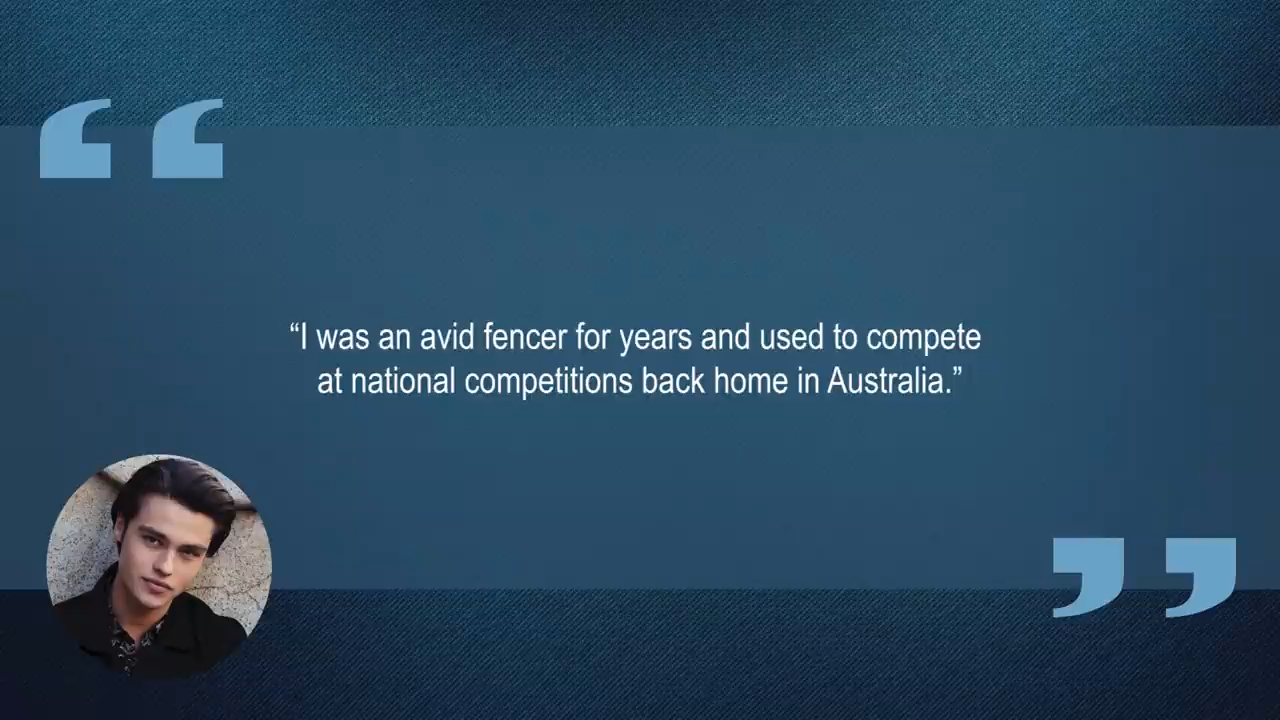 “I was an avid fencer for years and used to compete
at national competitions back home in Australia.”